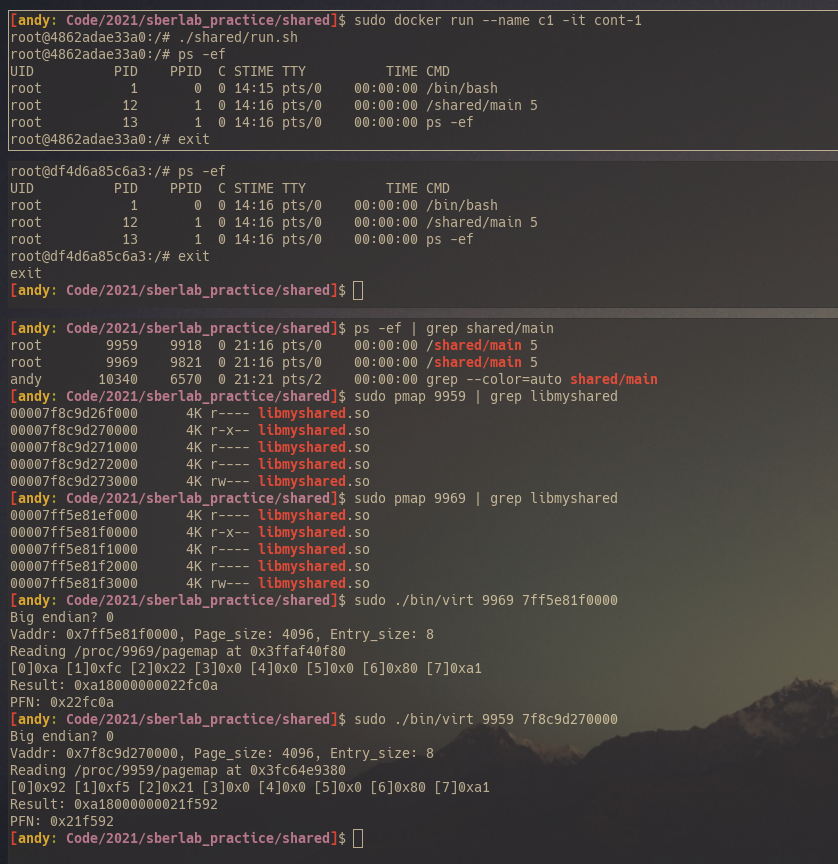 [andy: Code/2021/sberlab_practice/shared]$ sudo docker run --name c1 -it cont-1
root@4862adae33a0:/# ./shared/run.sh
root@4862adae33a0:/# ps -ef
UID          PID    PPID  C STIME TTY          TIME CMD
root           1       0  0 14:15 pts/0    00:00:00 /bin/bash
root          12       1  0 14:16 pts/0    00:00:00 /shared/main 5
root          13       1  0 14:16 pts/0    00:00:00 ps -ef
root@4862adae33a0:/# exit
root@df4d6a85c6a3:/# ps -ef
UID          PID    PPID  C STIME TTY          TIME CMD
root           1       0  0 14:16 pts/0    00:00:00 /bin/bash
root          12       1  0 14:16 pts/0    00:00:00 /shared/main 5
root          13       1  0 14:16 pts/0    00:00:00 ps -ef
root@df4d6a85c6a3:/# exit
exit
[andy: Code/2021/sberlab_practice/shared]$
[andy: Code/2021/sberlab_practice/shared]$ ps -ef | grep shared/main
root        9959    9918  0 21:16 pts/0    00:00:00 /shared/main 5
root        9969    9821  0 21:16 pts/0    00:00:00 /shared/main 5
andy       10340    6570  0 21:21 pts/2    00:00:00 grep --color=auto shared/main
[andy: Code/2021/sberlab_practice/shared]$ sudo pmap 9959 | grep libmyshared
00007f8c9d26f000      4K r---- libmyshared.so
00007f8c9d270000      4K r-x-- libmyshared.so
00007f8c9d271000      4K r---- libmyshared.so
00007f8c9d272000      4K r---- libmyshared.so
00007f8c9d273000      4K rw--- libmyshared.so
[andy: Code/2021/sberlab_practice/shared]$ sudo pmap 9969 | grep libmyshared
00007ff5e81ef000      4K r---- libmyshared.so
00007ff5e81f0000      4K r-x-- libmyshared.so
00007ff5e81f1000      4K r---- libmyshared.so
00007ff5e81f2000      4K r---- libmyshared.so
00007ff5e81f3000      4K rw--- libmyshared.so
[andy: Code/2021/sberlab_practice/shared]$ sudo ./bin/virt 9969 7ff5e81f0000
Big endian? 0
Vaddr: 0x7ff5e81f0000, Page_size: 4096, Entry_size: 8
Reading /proc/9969/pagemap at 0x3ffaf40f80
[0]0xa [1]0xfc [2]0x22 [3]0x0 [4]0x0 [5]0x0 [6]0x80 [7]0xa1
Result: 0xa18000000022fc0a
PFN: 0x22fc0a
[andy: Code/2021/sberlab_practice/shared]$ sudo ./bin/virt 9959 7f8c9d270000
Big endian? 0
Vaddr: 0x7f8c9d270000, Page_size: 4096, Entry_size: 8
Reading /proc/9959/pagemap at 0x3fc64e9380
[0]0x92 [1]0xf5 [2]0x21 [3]0x0 [4]0x0 [5]0x0 [6]0x80 [7]0xa1
Result: 0xa18000000021f592
PFN: 0x21f592
[andy: Code/2021/sberlab_practice/shared]$